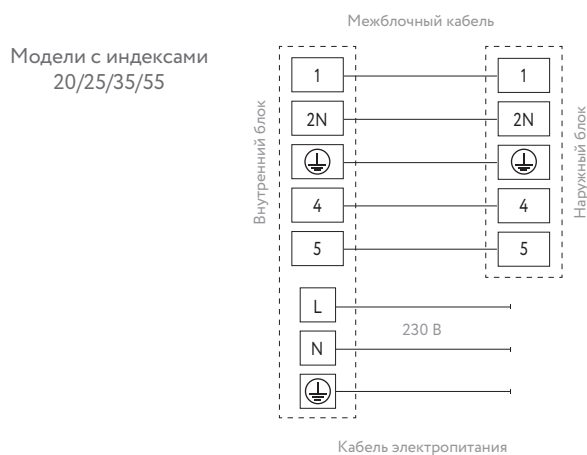 Межблочный кабель
Модели с индексами
20/25/35/55
Внутренний блок
Наружный блок
1 1
2N 2N
4 4
5 5
L
230 В
N
Кабель электропитания